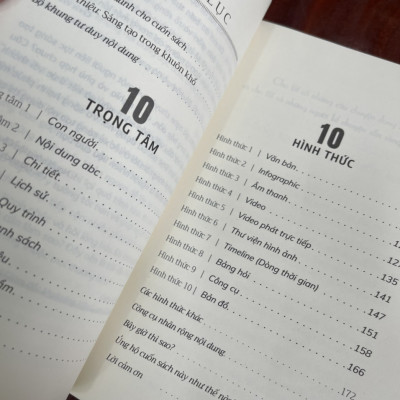 LỤC
dành cho cuốn sách
thiệu. Sáng tạo trong khuôn khổ
khung tư duy nội dung
10
TRỌNG TÂM
tâm 1 | Con người
2 | Nội dung abc
3 | Chi tiết
| Lịch sử
Quy trình
sách
10
HÌNH THỨC
Hình thức 1 | Văn bản
Hình thức 2 | Infographic
Hình thức 3 | Âm thanh
Hình thức 4 | Video
Hình thức 5 | Video phát trực tiếp
Hình thức 6 | Thư viện hình ảnh
Hình thức 7 | Timeline (Dòng thời gian) 135
Hình thức 8 | Bảng hỏi 141
Hình thức 9 | Công cụ 147
Hình thức 10 | Bản đồ 151
Các hình thức khác 158
Công cụ nhân rộng nội dung 166
Bây giờ thì sao? 172
Ủng hộ cuốn sách này như thế
Lời cảm ơn